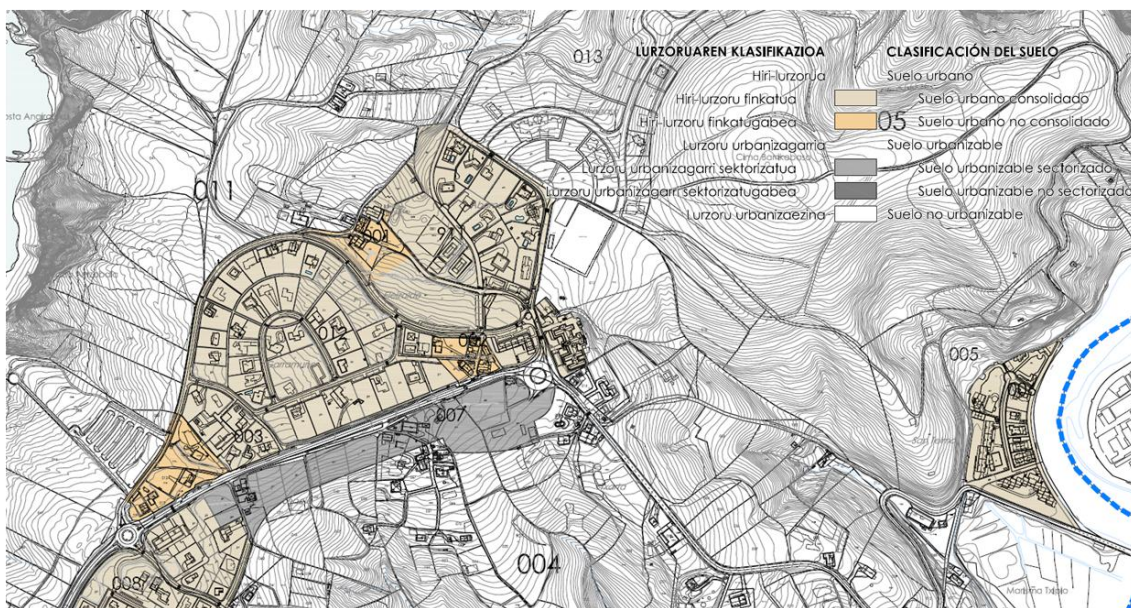 013
LURZORUAREN KLASIFIKAZIOA CLASIFICACIÓN DEL SUELO
Hiri-lurzorua Suelo urbano
Hiri-lurzoru finkatua Suelo urbano consolidado
Hiri-lurzoru finkatugabea 05 Suelo urbano no consolidado
Lurzoru urbanizagarria Suelo urbanizable
Lurzoru urbanizagarri sektorizatua Suelo urbanizable sectorizado
Lurzoru urbanizagarri sektorizatugabea Suelo urbanizable no sectorizado
Lurzoru urbanizaezina Suelo no urbanizable
011
001
002
005
007
003
004
008